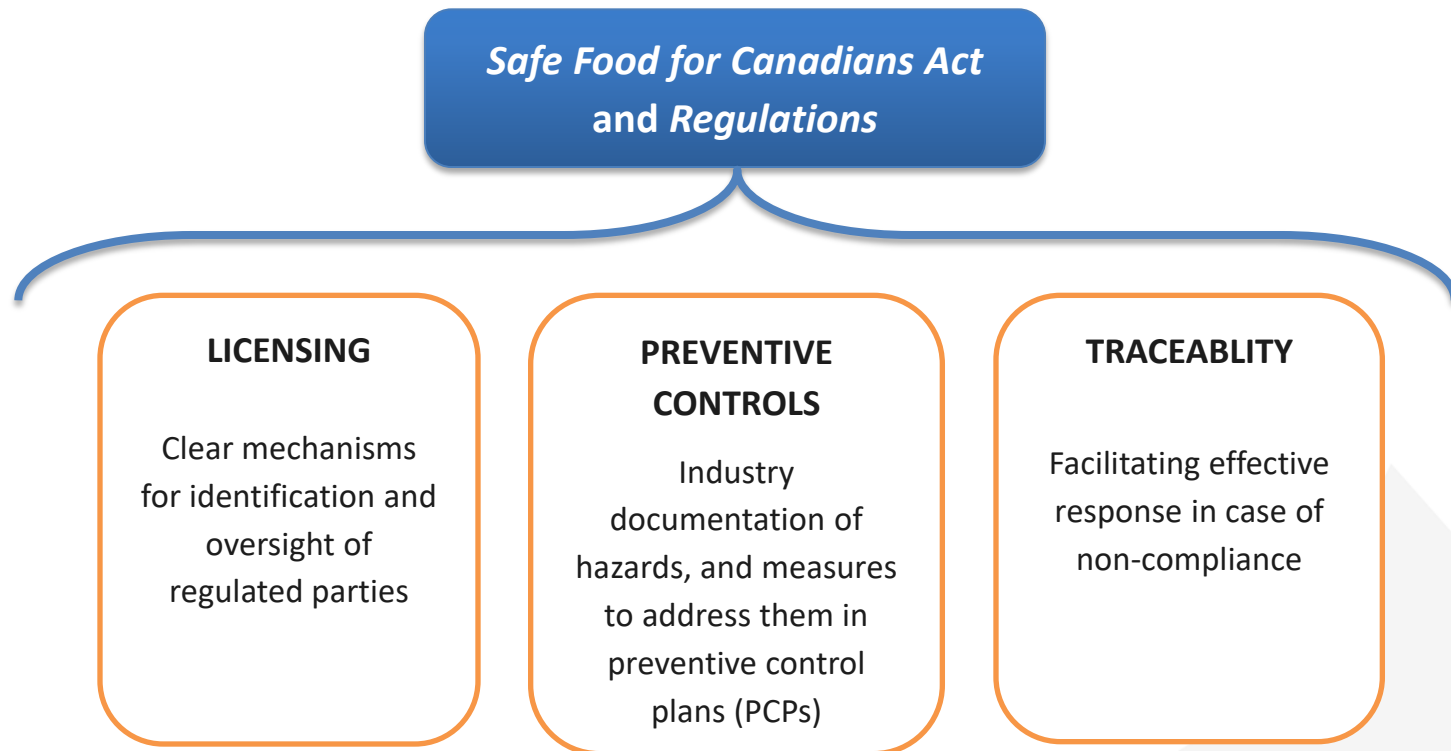 Safe Food for Canadians Act
and Regulations
LICENSING
Clear mechanisms
for identification and
oversight of
regulated parties
PREVENTIVE
CONTROLS
Industry
documentation of
hazards, and measures
to address them in
preventive control
plans (PCPs)
TRACEABLITY
Facilitating effective
response in case of
non-compliance